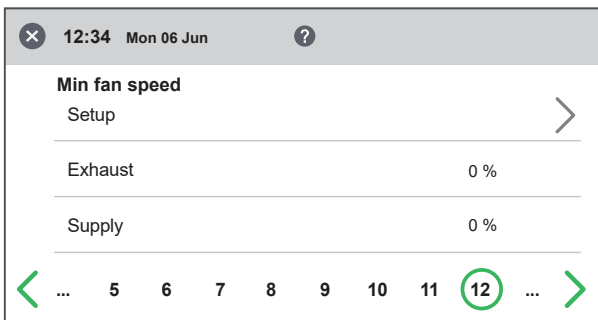 12:34 Mon 06 Jun ?
Min fan speed
Setup
Exhaust 0 %
Supply 0 %
... 5 6 7 8 9 10 11 12 ...